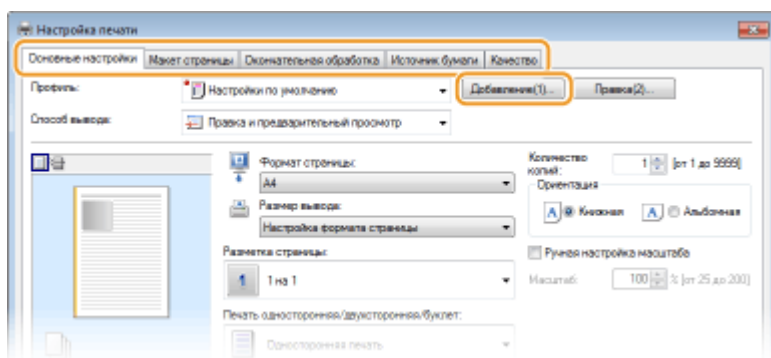 Настройка печати
Основные настройки Макет страницы Окончательная обработка Источник бумаги Качество
Профиль: Настройки по умолчанию Добавление(1)... Правка(2)...
Способ вывода: Правка и предварительный просмотр
Формат страницы: Количество копий: 1 [от 1 до 9999]
A4
Ориентация
Размер вывода: A Книжная A Альбомная
Настройка формата страницы
Разметка страницы: Ручная настройка масштаба
1 1 на 1 Масштаб: 100 % [от 25 до 200]
Печать односторонняя/двухсторонняя/буклет:
Односторонняя печать